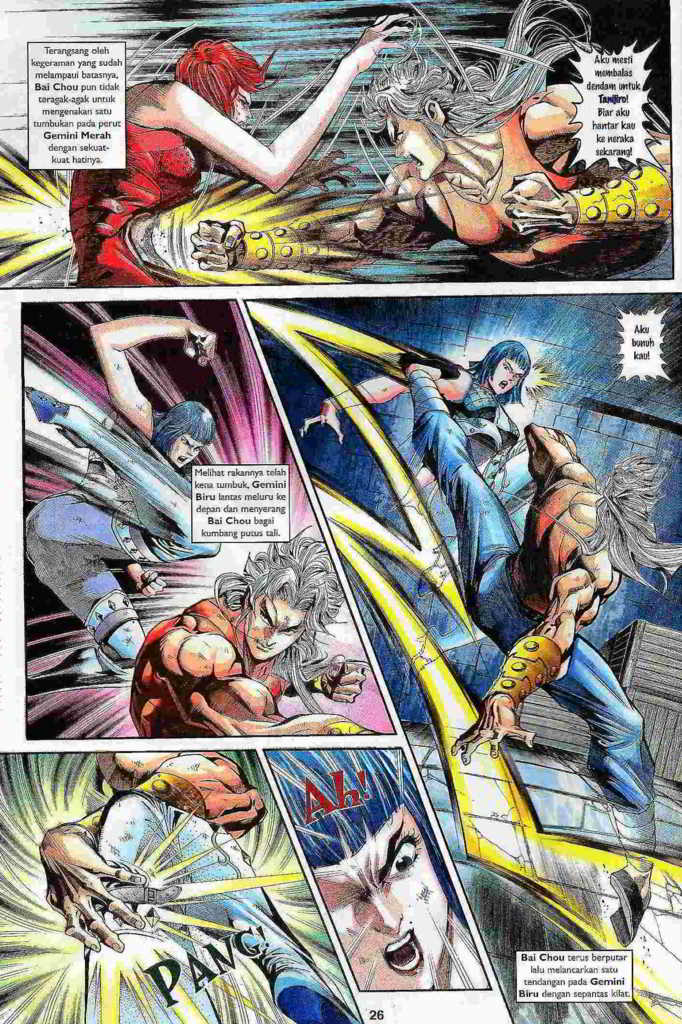 Terangsang oleh
kegeraman yang sudah
melampaui batasnya,
Bai Chou pun tidak
teragak-agak untuk
mengenakan satu
tumbukan pada perut
Gemini Merah
dengan sekuat-
kuat hatinya.
Aku mesti
membalas
dendam untuk
Tanjiro!
Biar aku
hantar kau
ke neraka
sekarang!
Melihat rakannya telah
kena tumbuk, Gemini
Biru lantas meluru ke
depan dan menyerang
Bai Chou bagai
kumbang putus tali.
Aku
bunuh
kau!
PANG!
Ah!
Bai Chou terus berputar
lalu melancarkan satu
tendangan pada Gemini
Biru dengan sepantas kilat.
26